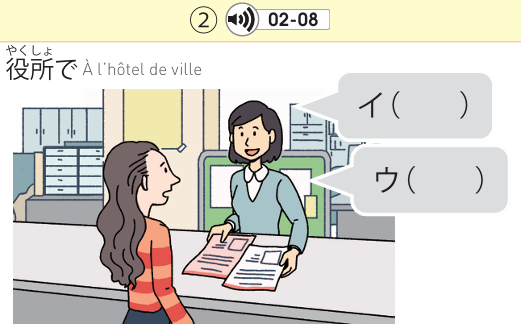 ② 02-08
やくしょ
役所で À l'hôtel de ville
イ（　　）
ウ（　　）